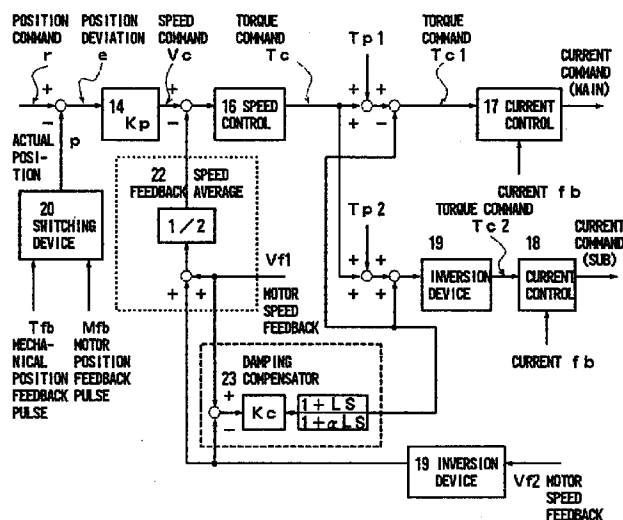 POSITION
COMMAND
r
POSITION
DEVIATION
e
SPEED
COMMAND
Vc
TORQUE
COMMAND
Tc
Tp1
TORQUE
COMMAND
Tc1
CURRENT
COMMAND
(MAIN)
+
−
14
Kp
+
−
16 SPEED
CONTROL
+
+
+
−
17 CURRENT
CONTROL
ACTUAL
POSI-
TION
p
22 SPEED
FEEDBACK AVERAGE
1/2
20
SWITCHING
DEVICE
CURRENT fb
Tp2
TORQUE COMMAND
Tc2
19
INVERSION
DEVICE
18
CURRENT
CONTROL
CURRENT
COMMAND
(SUB)
+
+
+
+
Vf1
MOTOR
SPEED
FEEDBACK
+
+
CURRENT fb
Tfb
MECHA-
NICAL
POSITION
FEEDBACK
PULSE
Mfb
MOTOR
POSITION
FEEDBACK
PULSE
23 DAMPING
COMPENSATOR
+
−
Kc
1+LS
1+αLS
19 INVERSION
DEVICE
Vf2 MOTOR
SPEED
FEEDBACK